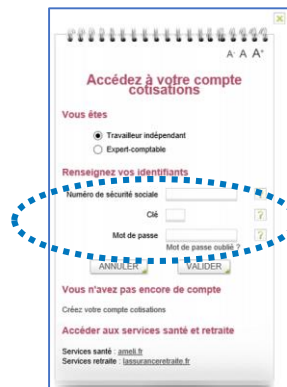 A- A A+
Accédez à votre compte
cotisations
Vous êtes
Travailleur indépendant
Expert-comptable
Renseignez vos identifiants
Numéro de sécurité sociale ?
Clé ?
Mot de passe ?
Mot de passe oublié ?
ANNULER VALIDER
Vous n'avez pas encore de compte
Créez votre compte cotisations
Accéder aux services santé et retraite
Services santé : ameli.fr
Services retraite : lassuranceretraite.fr